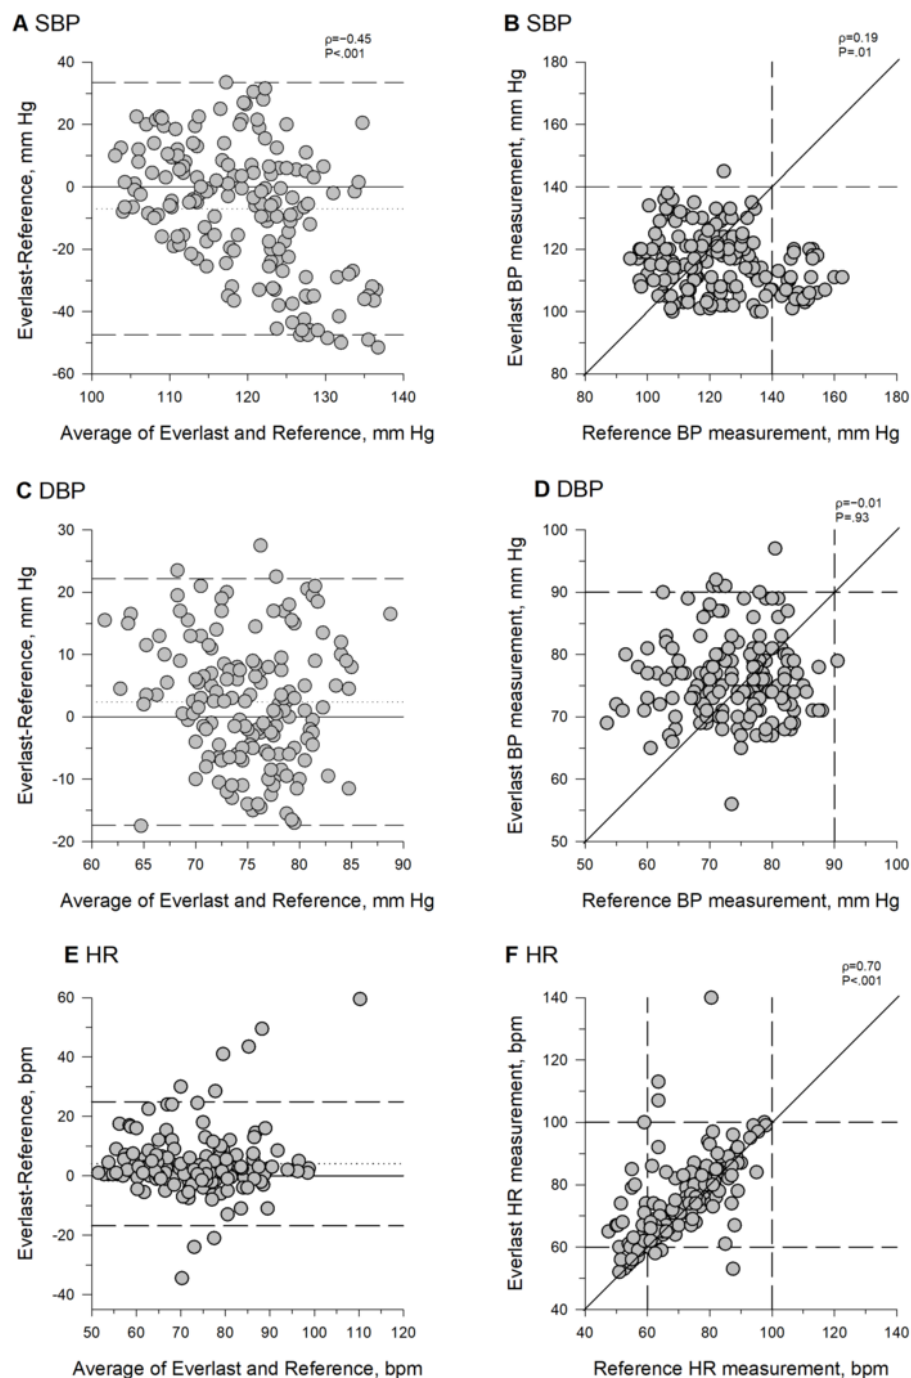 A SBP
ρ=−0.45
P<.001
Everlast-Reference, mm Hg
40
20
0
-20
-40
-60
100
110
120
130
140
Average of Everlast and Reference, mm Hg
B SBP
ρ=0.19
P=.01
Everlast BP measurement, mm Hg
180
160
140
120
100
80
80
100
120
140
160
180
Reference BP measurement, mm Hg
C DBP
Everlast-Reference, mm Hg
30
20
10
0
-10
-20
60
65
70
75
80
85
90
Average of Everlast and Reference, mm Hg
D DBP
ρ=−0.01
P=.93
Everlast BP measurement, mm Hg
100
90
80
70
60
50
50
60
70
80
90
100
Reference BP measurement, mm Hg
E HR
Everlast-Reference, bpm
60
40
20
0
-20
-40
50
60
70
80
90
100
110
120
Average of Everlast and Reference, bpm
F HR
ρ=0.70
P<.001
Everlast HR measurement, bpm
140
120
100
80
60
40
40
60
80
100
120
140
Reference HR measurement, bpm